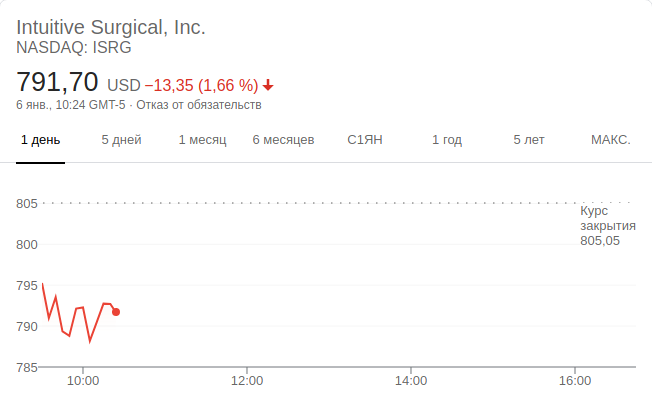 Intuitive Surgical, Inc.
NASDAQ: ISRG
791,70 USD −13,35 (1,66 %)
6 янв., 10:24 GMT-5 · Отказ от обязательств
1 день 5 дней 1 месяц 6 месяцев С1ЯН 1 год 5 лет МАКС.
805
Курс
закрытия
800 805,05
795
790
785
10:00 12:00 14:00 16:00